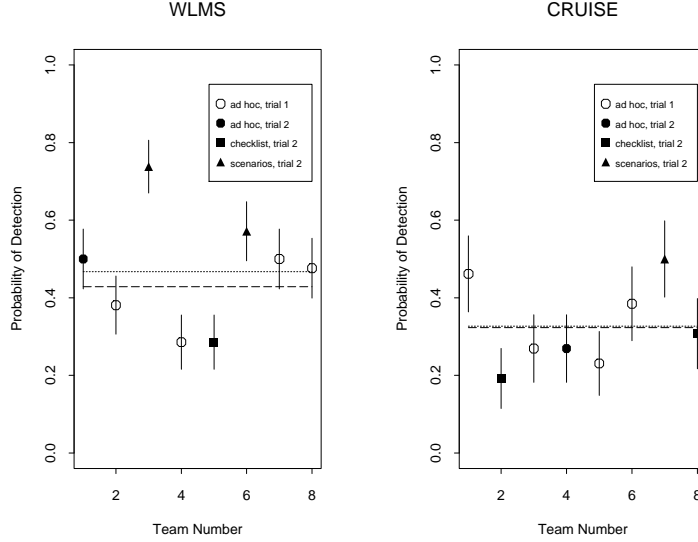 WLMS
Probability of Detection
1.0
0.8
0.6
0.4
0.2
0.0
ad hoc, trial 1
ad hoc, trial 2
checklist, trial 2
scenarios, trial 2
2 4 6 8
Team Number
CRUISE
Probability of Detection
1.0
0.8
0.6
0.4
0.2
0.0
ad hoc, trial 1
ad hoc, trial 2
checklist, trial 2
scenarios, trial 2
2 4 6 8
Team Number